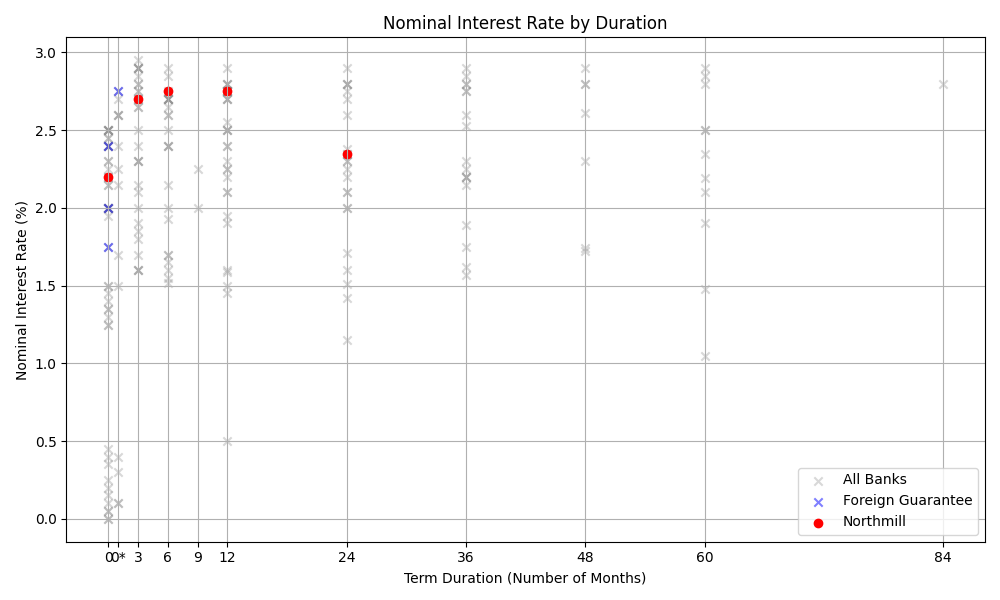 Nominal Interest Rate by Duration
Nominal Interest Rate (%)
3.0
2.5
2.0
1.5
1.0
0.5
0.0
All Banks
Foreign Guarantee
Northmill
0 0* 3 6 9 12 24 36 48 60 84
Term Duration (Number of Months)